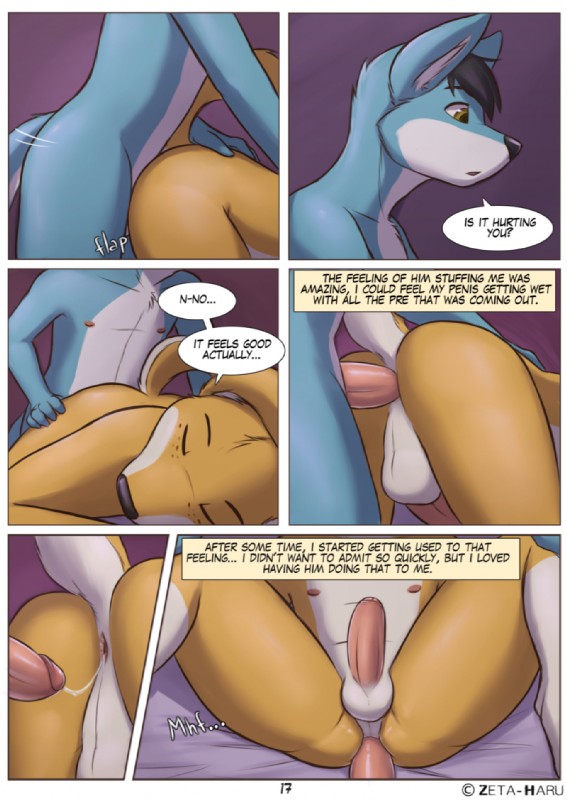 flap
IS IT HURTING
YOU?
N-NO...
IT FEELS GOOD
ACTUALLY...
THE FEELING OF HIM STUFFING ME WAS
AMAZING, I COULD FEEL MY PENIS GETTING WET
WITH ALL THE PRE THAT WAS COMING OUT.
AFTER SOME TIME, I STARTED GETTING USED TO THAT
FEELING... I DIDN'T WANT TO ADMIT SO QUICKLY, BUT I LOVED
HAVING HIM DOING THAT TO ME.
Mhf...
17
© ZETA-HARU